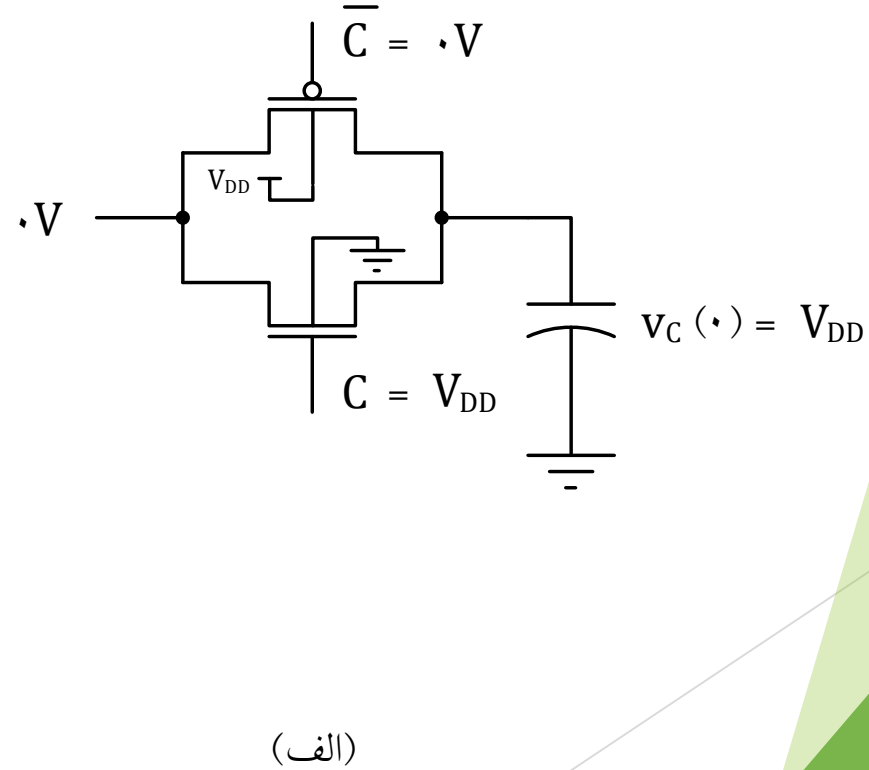 C̅ = ۰V
V_DD
۰V
v_C (۰) = V_DD
C = V_DD
(الف)